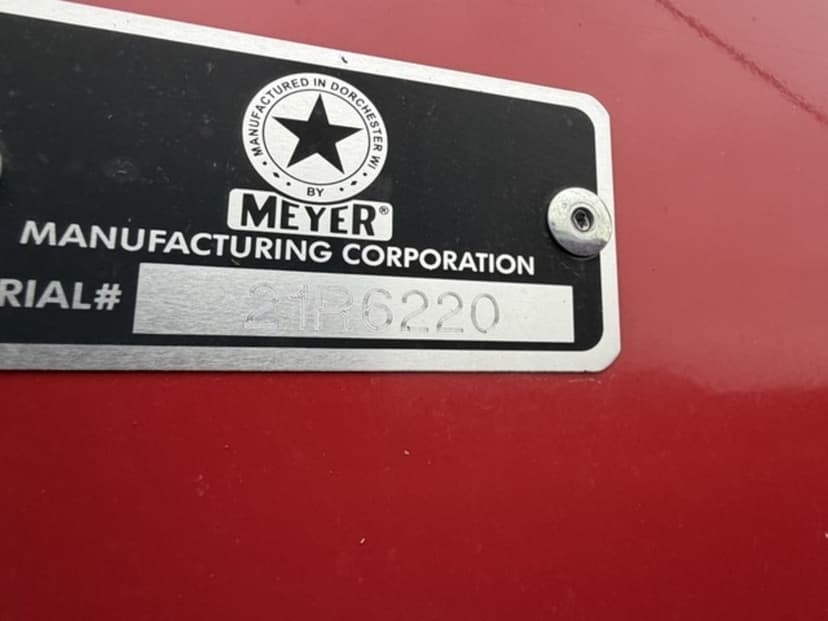 MANUFACTURED IN DORCHESTER WI
BY
MEYER®
MANUFACTURING CORPORATION
RIAL# 21R6220